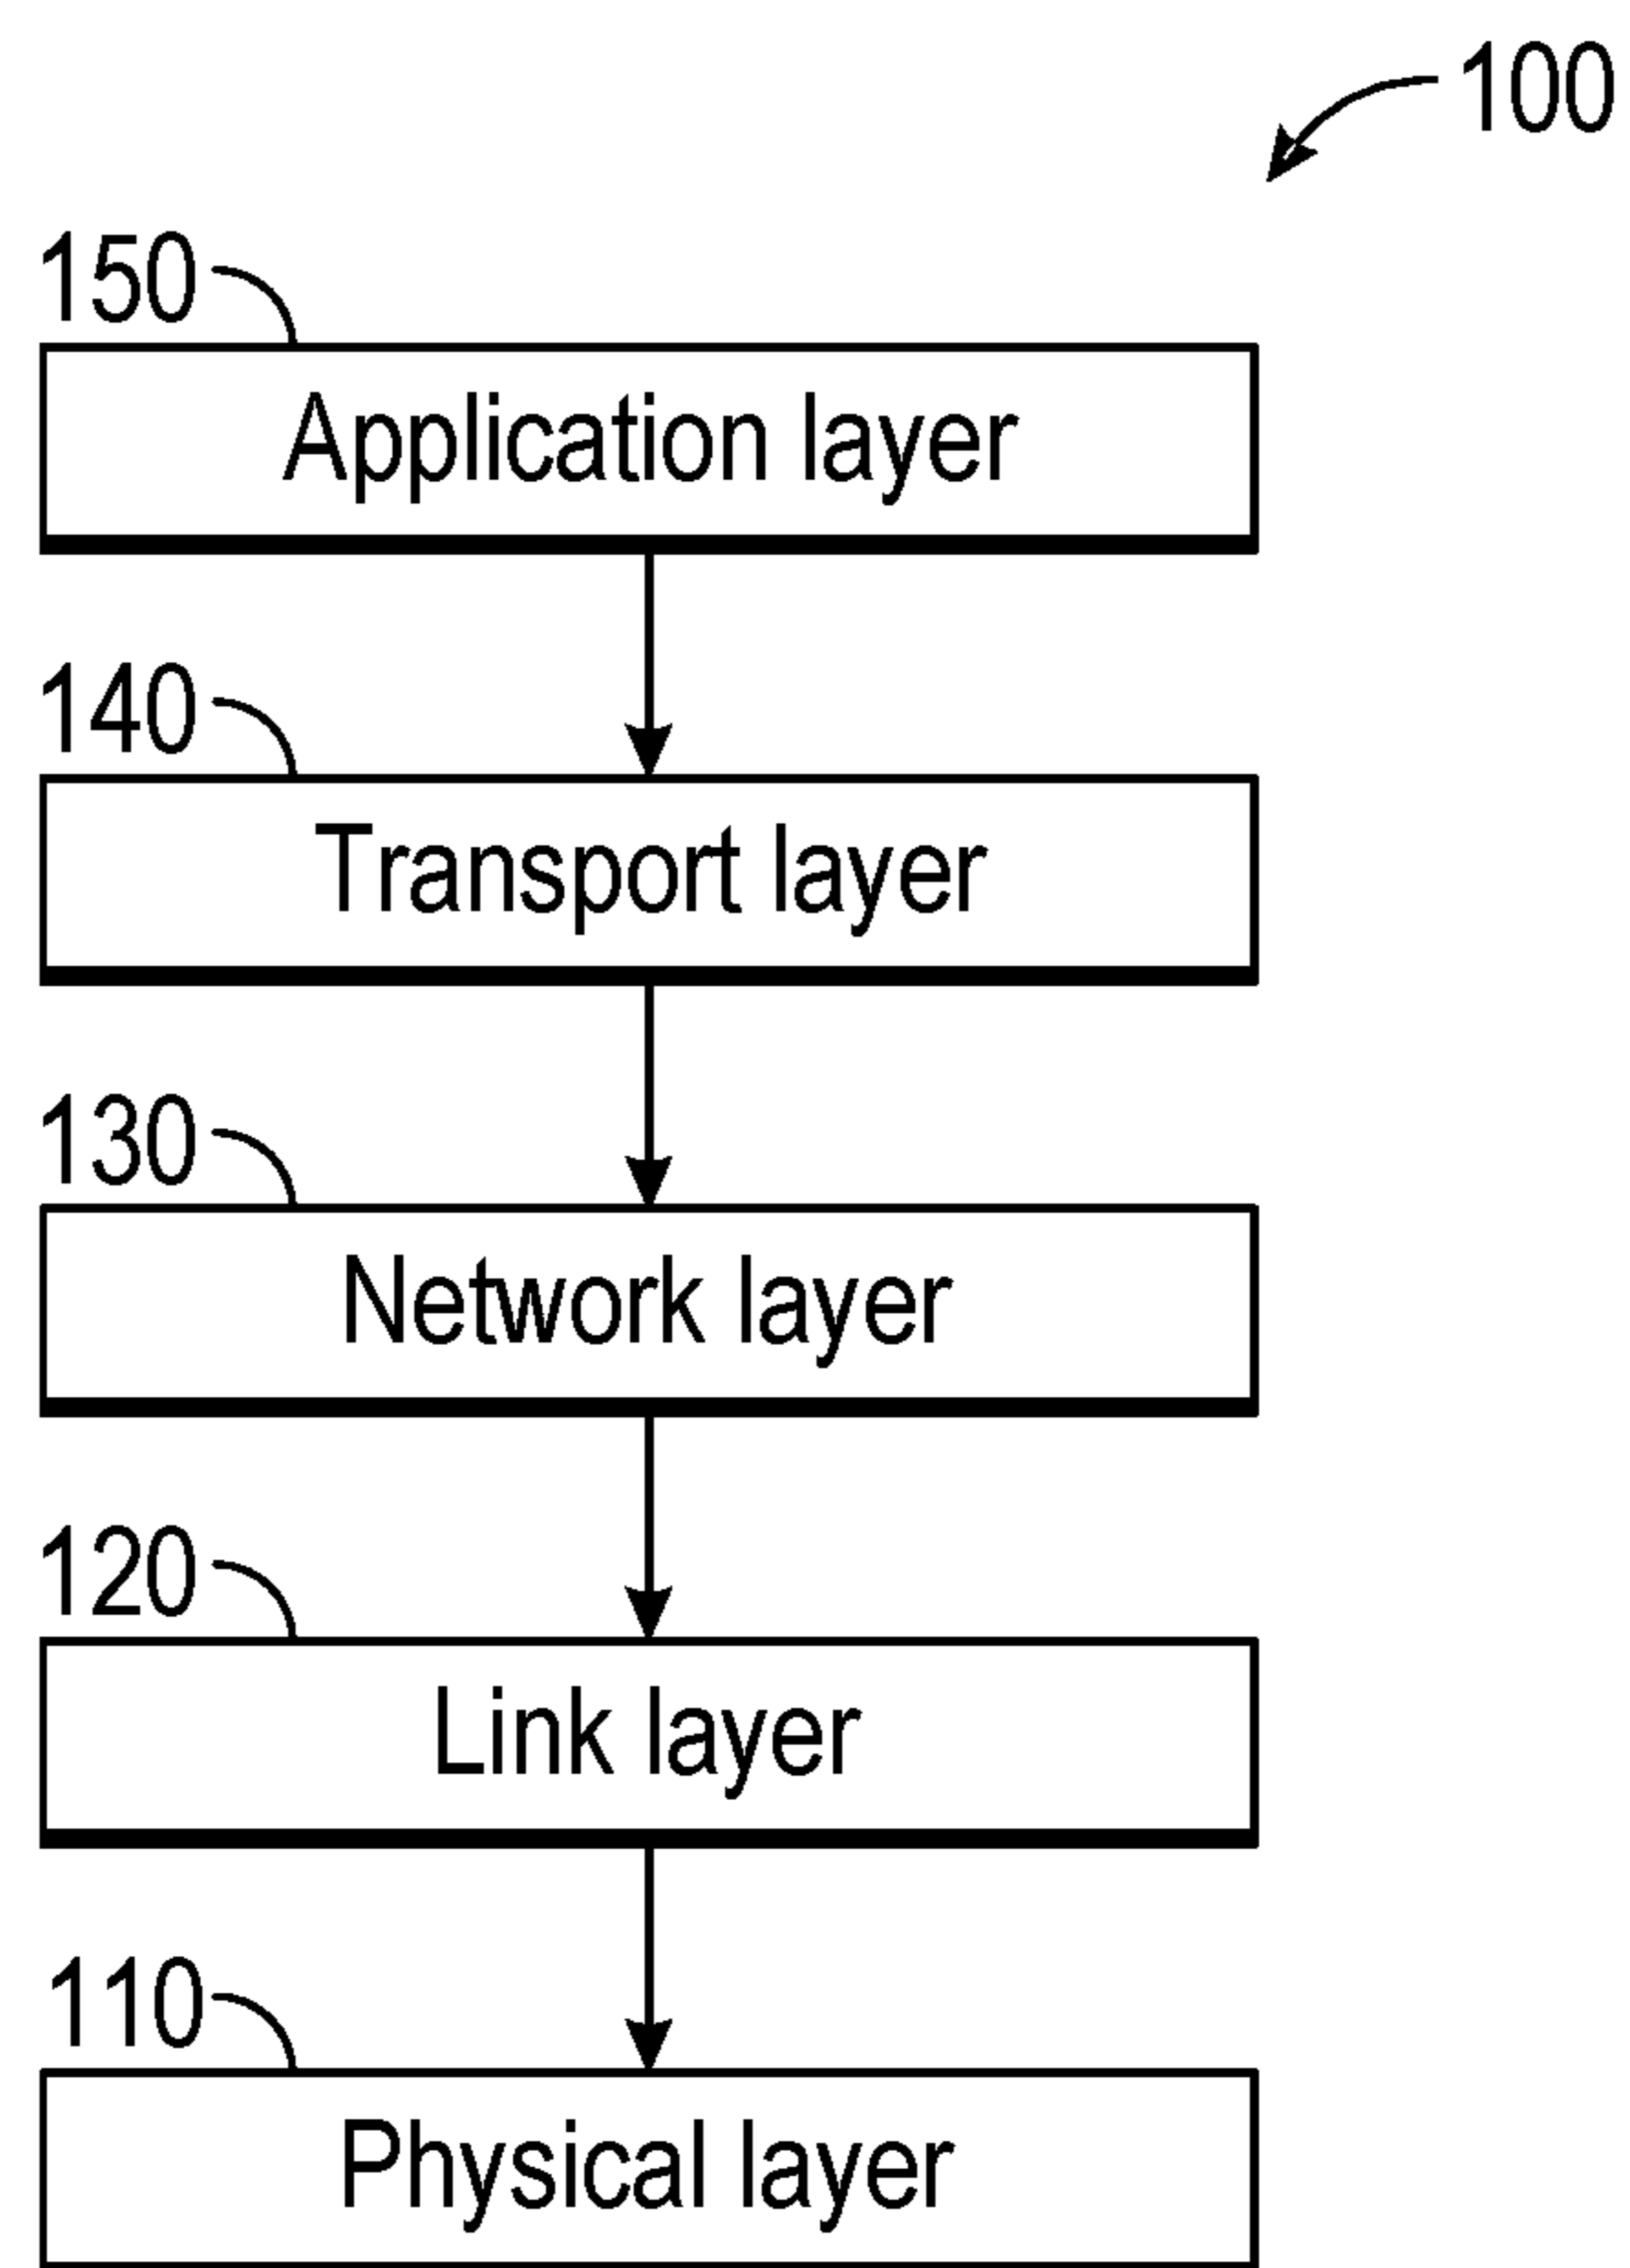 100
150
Application layer
140
Transport layer
130
Network layer
120
Link layer
110
Physical layer